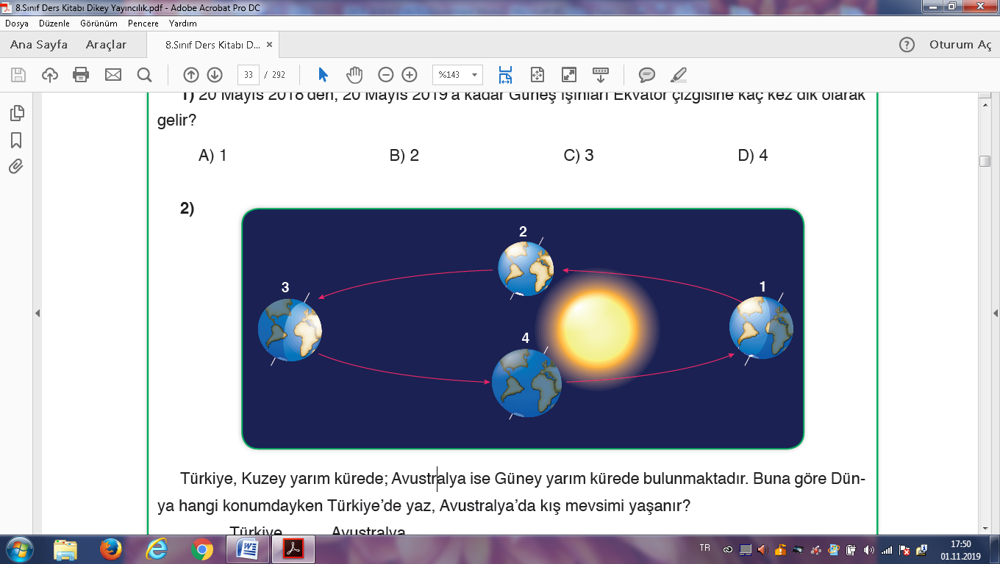 8.Sınıf Ders Kitabı Dikey Yayıncılık.pdf - Adobe Acrobat Pro DC
Dosya Düzenle Görünüm Pencere Yardım
Ana Sayfa Araçlar 8.Sınıf Ders Kitabı D... × Oturum Aç
33 / 292 %143
1) 20 Mayıs 2018'den, 20 Mayıs 2019'a kadar Güneş ışınları Ekvator çizgisine kaç kez dik olarak
gelir?
A) 1 B) 2 C) 3 D) 4
2)
2
3
1
4
Türkiye, Kuzey yarım kürede; Avustralya ise Güney yarım kürede bulunmaktadır. Buna göre Dün-
ya hangi konumdayken Türkiye'de yaz, Avustralya'da kış mevsimi yaşanır?
Türkiye Avustralya
TR 17:50
01.11.2019